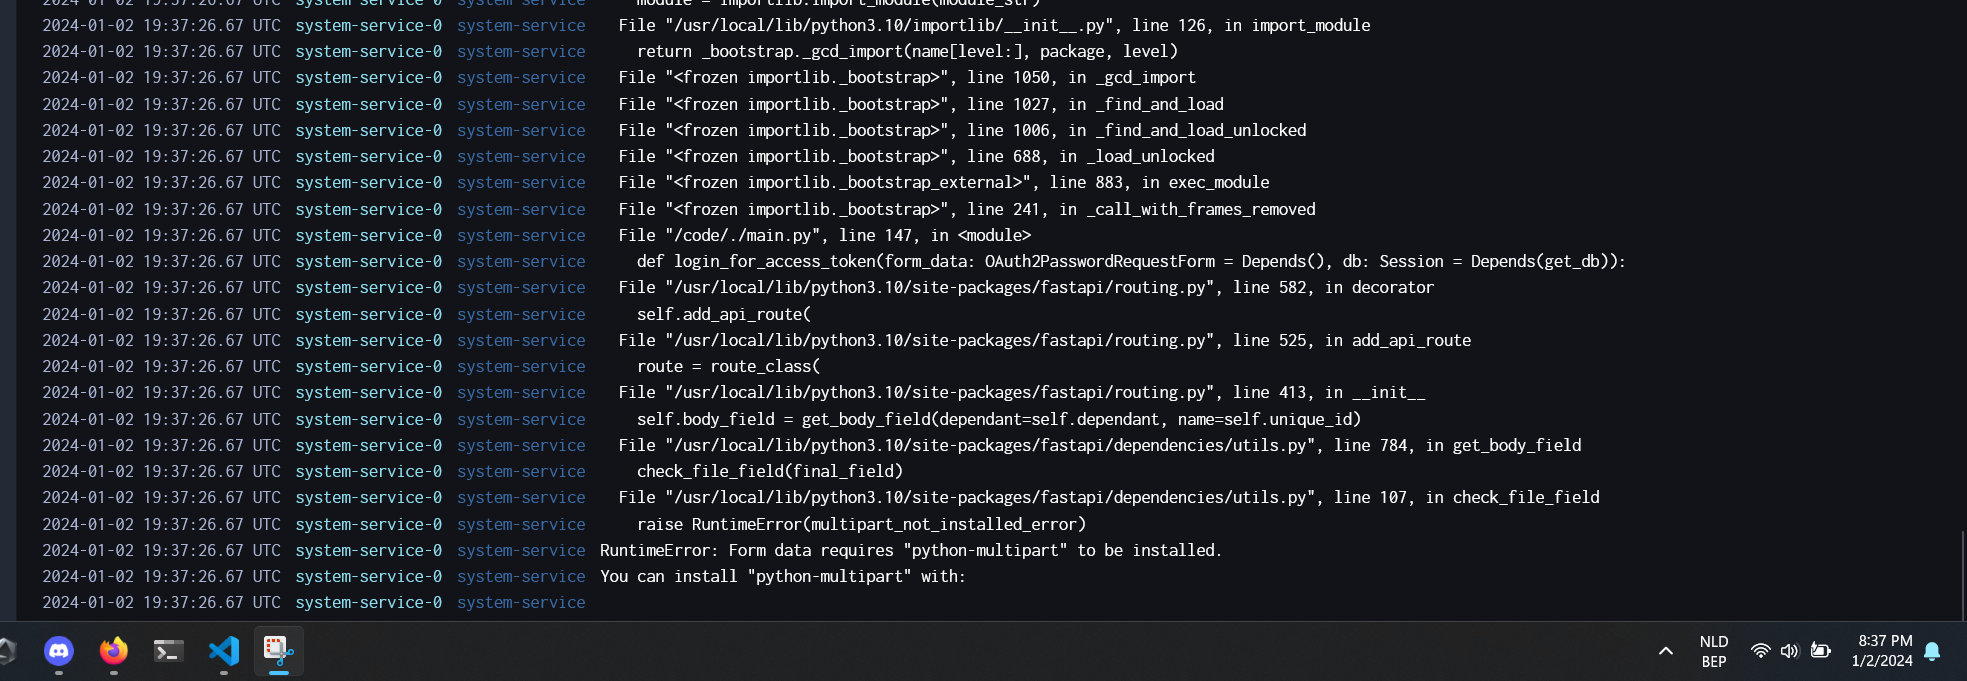 2024-01-02 19:37:26.67 UTC system-service-0 system-service module = importlib.import_module(module_str)
2024-01-02 19:37:26.67 UTC system-service-0 system-service File "/usr/local/lib/python3.10/importlib/__init__.py", line 126, in import_module
2024-01-02 19:37:26.67 UTC system-service-0 system-service return _bootstrap._gcd_import(name[level:], package, level)
2024-01-02 19:37:26.67 UTC system-service-0 system-service File "<frozen importlib._bootstrap>", line 1050, in _gcd_import
2024-01-02 19:37:26.67 UTC system-service-0 system-service File "<frozen importlib._bootstrap>", line 1027, in _find_and_load
2024-01-02 19:37:26.67 UTC system-service-0 system-service File "<frozen importlib._bootstrap>", line 1006, in _find_and_load_unlocked
2024-01-02 19:37:26.67 UTC system-service-0 system-service File "<frozen importlib._bootstrap>", line 688, in _load_unlocked
2024-01-02 19:37:26.67 UTC system-service-0 system-service File "<frozen importlib._bootstrap_external>", line 883, in exec_module
2024-01-02 19:37:26.67 UTC system-service-0 system-service File "<frozen importlib._bootstrap>", line 241, in _call_with_frames_removed
2024-01-02 19:37:26.67 UTC system-service-0 system-service File "/code/./main.py", line 147, in <module>
2024-01-02 19:37:26.67 UTC system-service-0 system-service def login_for_access_token(form_data: OAuth2PasswordRequestForm = Depends(), db: Session = Depends(get_db)):
2024-01-02 19:37:26.67 UTC system-service-0 system-service File "/usr/local/lib/python3.10/site-packages/fastapi/routing.py", line 582, in decorator
2024-01-02 19:37:26.67 UTC system-service-0 system-service self.add_api_route(
2024-01-02 19:37:26.67 UTC system-service-0 system-service File "/usr/local/lib/python3.10/site-packages/fastapi/routing.py", line 525, in add_api_route
2024-01-02 19:37:26.67 UTC system-service-0 system-service route = route_class(
2024-01-02 19:37:26.67 UTC system-service-0 system-service File "/usr/local/lib/python3.10/site-packages/fastapi/routing.py", line 413, in __init__
2024-01-02 19:37:26.67 UTC system-service-0 system-service self.body_field = get_body_field(dependant=self.dependant, name=self.unique_id)
2024-01-02 19:37:26.67 UTC system-service-0 system-service File "/usr/local/lib/python3.10/site-packages/fastapi/dependencies/utils.py", line 784, in get_body_field
2024-01-02 19:37:26.67 UTC system-service-0 system-service check_file_field(final_field)
2024-01-02 19:37:26.67 UTC system-service-0 system-service File "/usr/local/lib/python3.10/site-packages/fastapi/dependencies/utils.py", line 107, in check_file_field
2024-01-02 19:37:26.67 UTC system-service-0 system-service raise RuntimeError(multipart_not_installed_error)
2024-01-02 19:37:26.67 UTC system-service-0 system-service RuntimeError: Form data requires "python-multipart" to be installed.
2024-01-02 19:37:26.67 UTC system-service-0 system-service You can install "python-multipart" with:
2024-01-02 19:37:26.67 UTC system-service-0 system-service
NLD 8:37 PM
BEP 1/2/2024